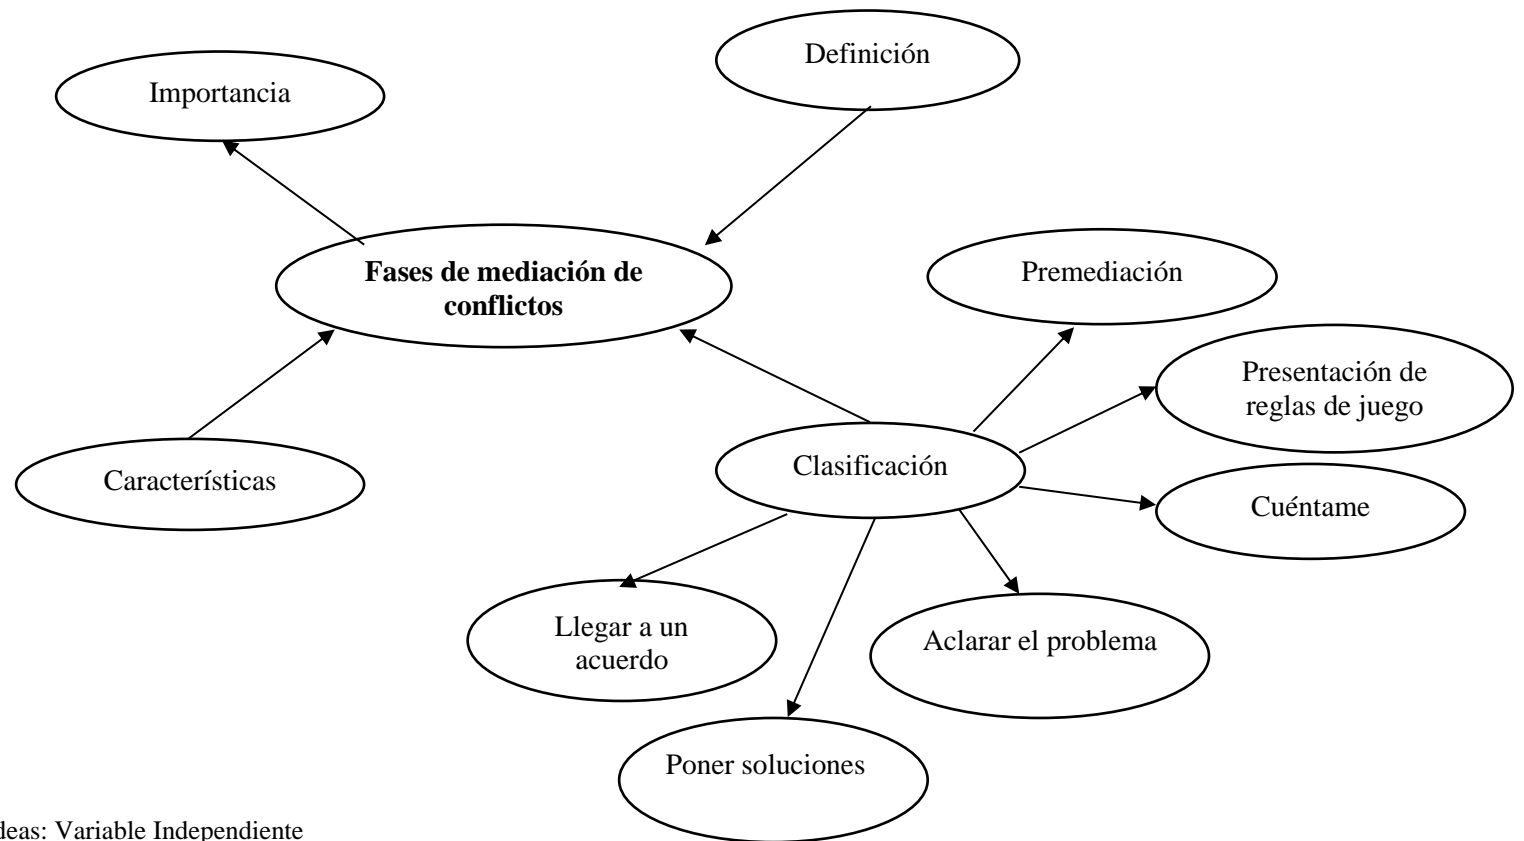 Definición
Importancia
Fases de mediación de
conflictos
Premediación
Presentación de
reglas de juego
Clasificación
Característísticas
Cuéntame
Llegar a un
acuerdo
Aclarar el problema
Poner soluciones
deas: Variable Independiente